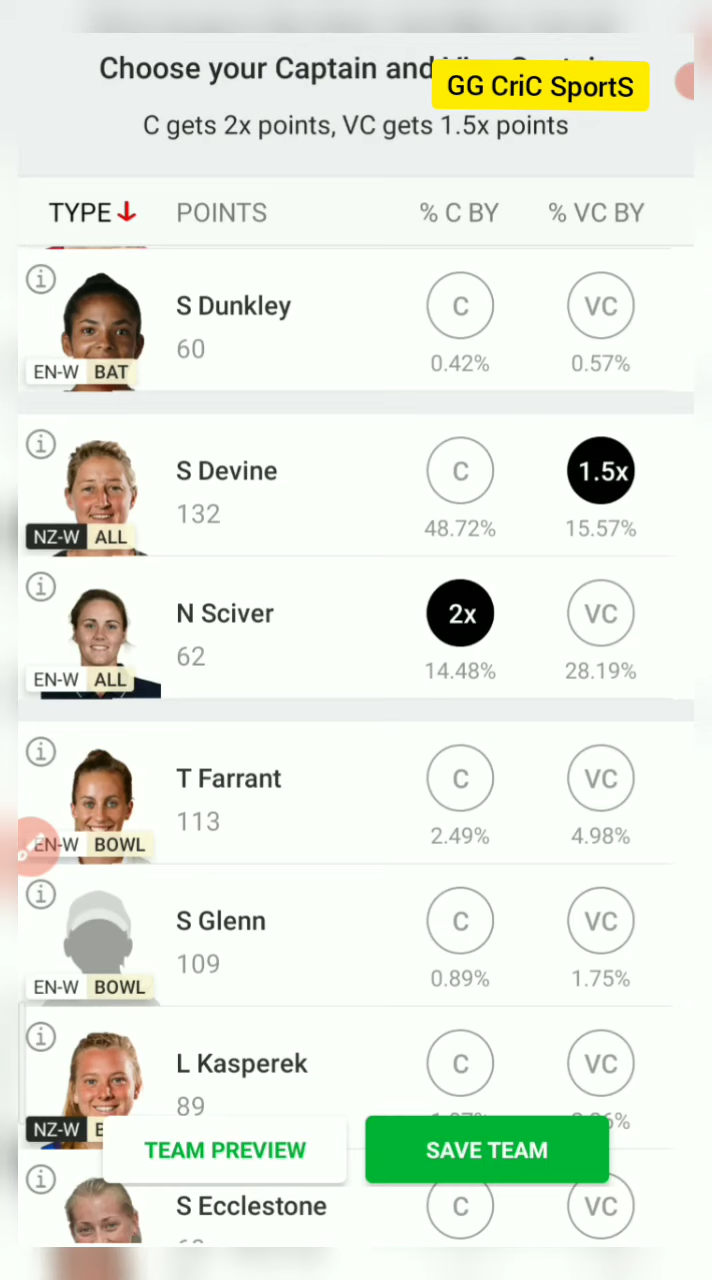 Choose your Captain and
GG CriC SportS
C gets 2x points, VC gets 1.5x points
TYPE POINTS % C BY % VC BY
S Dunkley
60
C VC
0.42% 0.57%
EN-W BAT
S Devine
132
C 1.5x
48.72% 15.57%
NZ-W ALL
N Sciver
62
2x VC
14.48% 28.19%
EN-W ALL
T Farrant
113
C VC
2.49% 4.98%
EN-W BOWL
S Glenn
109
C VC
0.89% 1.75%
EN-W BOWL
L Kasperek
89
C VC
NZ-W
TEAM PREVIEW SAVE TEAM
S Ecclestone
C VC